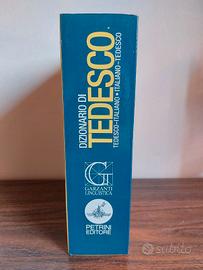 DIZIONARIO DI
TEDESCO
TEDESCO-ITALIANO • ITALIANO-TEDESCO
G
GARZANTI
LINGUISTICA
PETRINI
EDITORE
subito